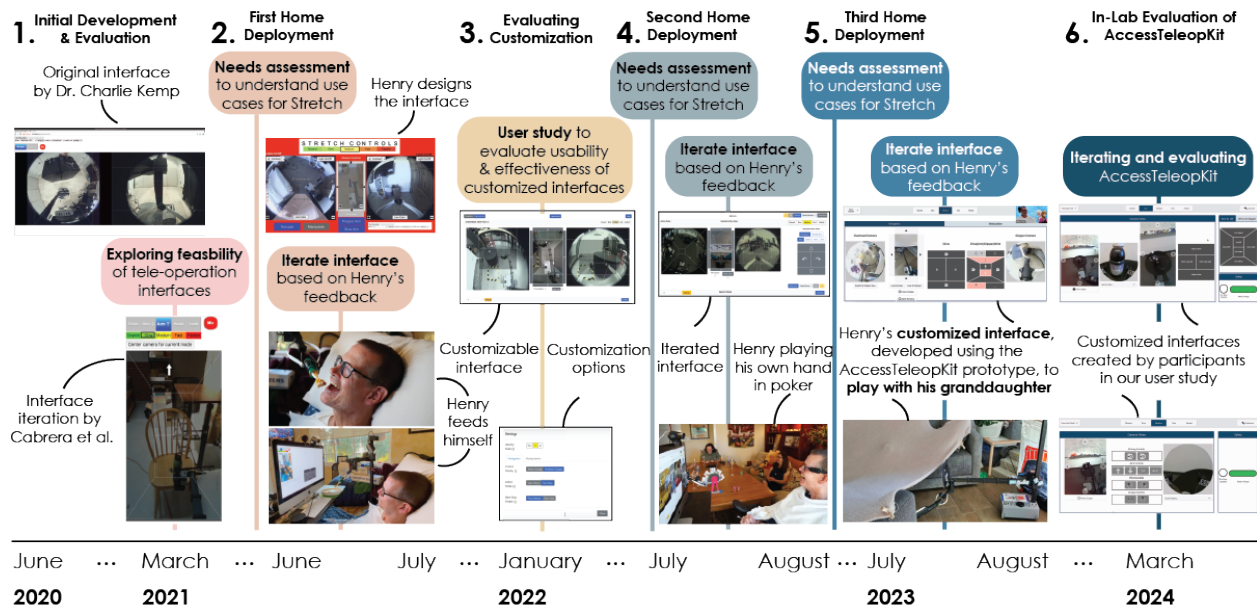 1. Initial Development
& Evaluation
Original interface
by Dr. Charlie Kemp
Exploring feasbility
of tele-operation
interfaces
Center camera for current mode
Interface
iteration by
Cabrera et al.
2. First Home
Deployment
Needs assessment
to understand use
cases for Stretch
Henry designs
the interface
STRETCH CONTROLS
Iterate interface
based on Henry's
feedback
Henry
feeds
himself
3. Evaluating
Customization
User study to
evaluate usability
& effectiveness of
customized interfaces
Customizable
interface
Customization
options
4. Second Home
Deployment
Needs assessment
to understand use
cases for Stretch
Iterate interface
based on Henry's
feedback
Iterated
interface
Henry playing
his own hand
in poker
5. Third Home
Deployment
Needs assessment
to understand use
cases for Stretch
Iterate interface
based on Henry's
feedback
Henry's customized interface,
developed using the
AccessTeleopKit prototype, to
play with his granddaughter
6. In-Lab Evaluation of
AccessTeleopKit
Iterating and evaluating
AccessTeleopKit
Customized interfaces
created by participants
in our user study
June ... March ... June July ... January ... July August ... July August ... March
2020 2021 2022 2023 2024